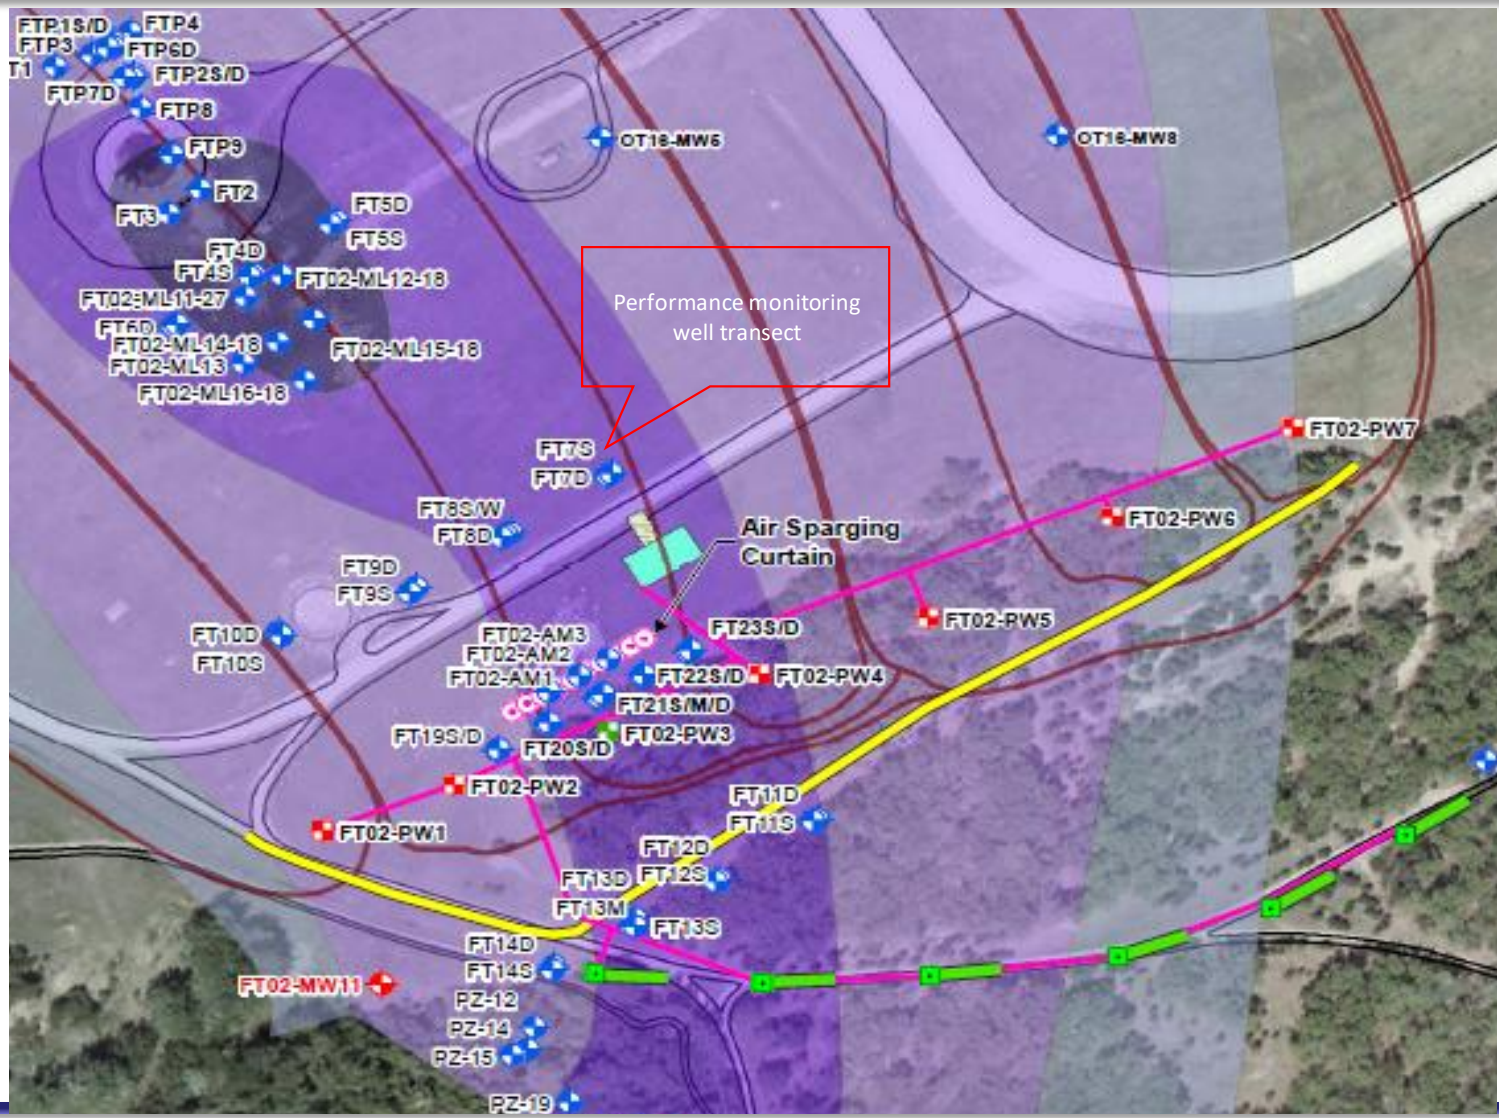 FTP1S/D
FTP4
FTP3
FTP6D
T1
FTP2S/D
FTP7D
FTP8
FTP9
FT2
FT3
FT5D
FT5S
FT4D
FT4S
FT02-ML12-18
FT02-ML11-27
FT6D
FT02-ML14-18
FT02-ML15-18
FT02-ML13
FT02-ML16-18
OT16-MW6
OT16-MW8
Performance monitoring
well transect
FT7S
FT7D
FT02-PW7
FT8S/W
FT8D
Air Sparging
Curtain
FT02-PW6
FT9D
FT9S
FT10D
FT10S
FT02-AM3
FT02-AM2
FT02-AM1
FT23S/D
FT02-PW5
FT22S/D
FT02-PW4
FT21S/M/D
FT02-PW3
FT19S/D
FT20S/D
FT02-PW2
FT02-PW1
FT11D
FT11S
FT12D
FT12S
FT13D
FT13M
FT13S
FT14D
FT14S
FT02-MW11
PZ-12
PZ-14
PZ-15
PZ-19